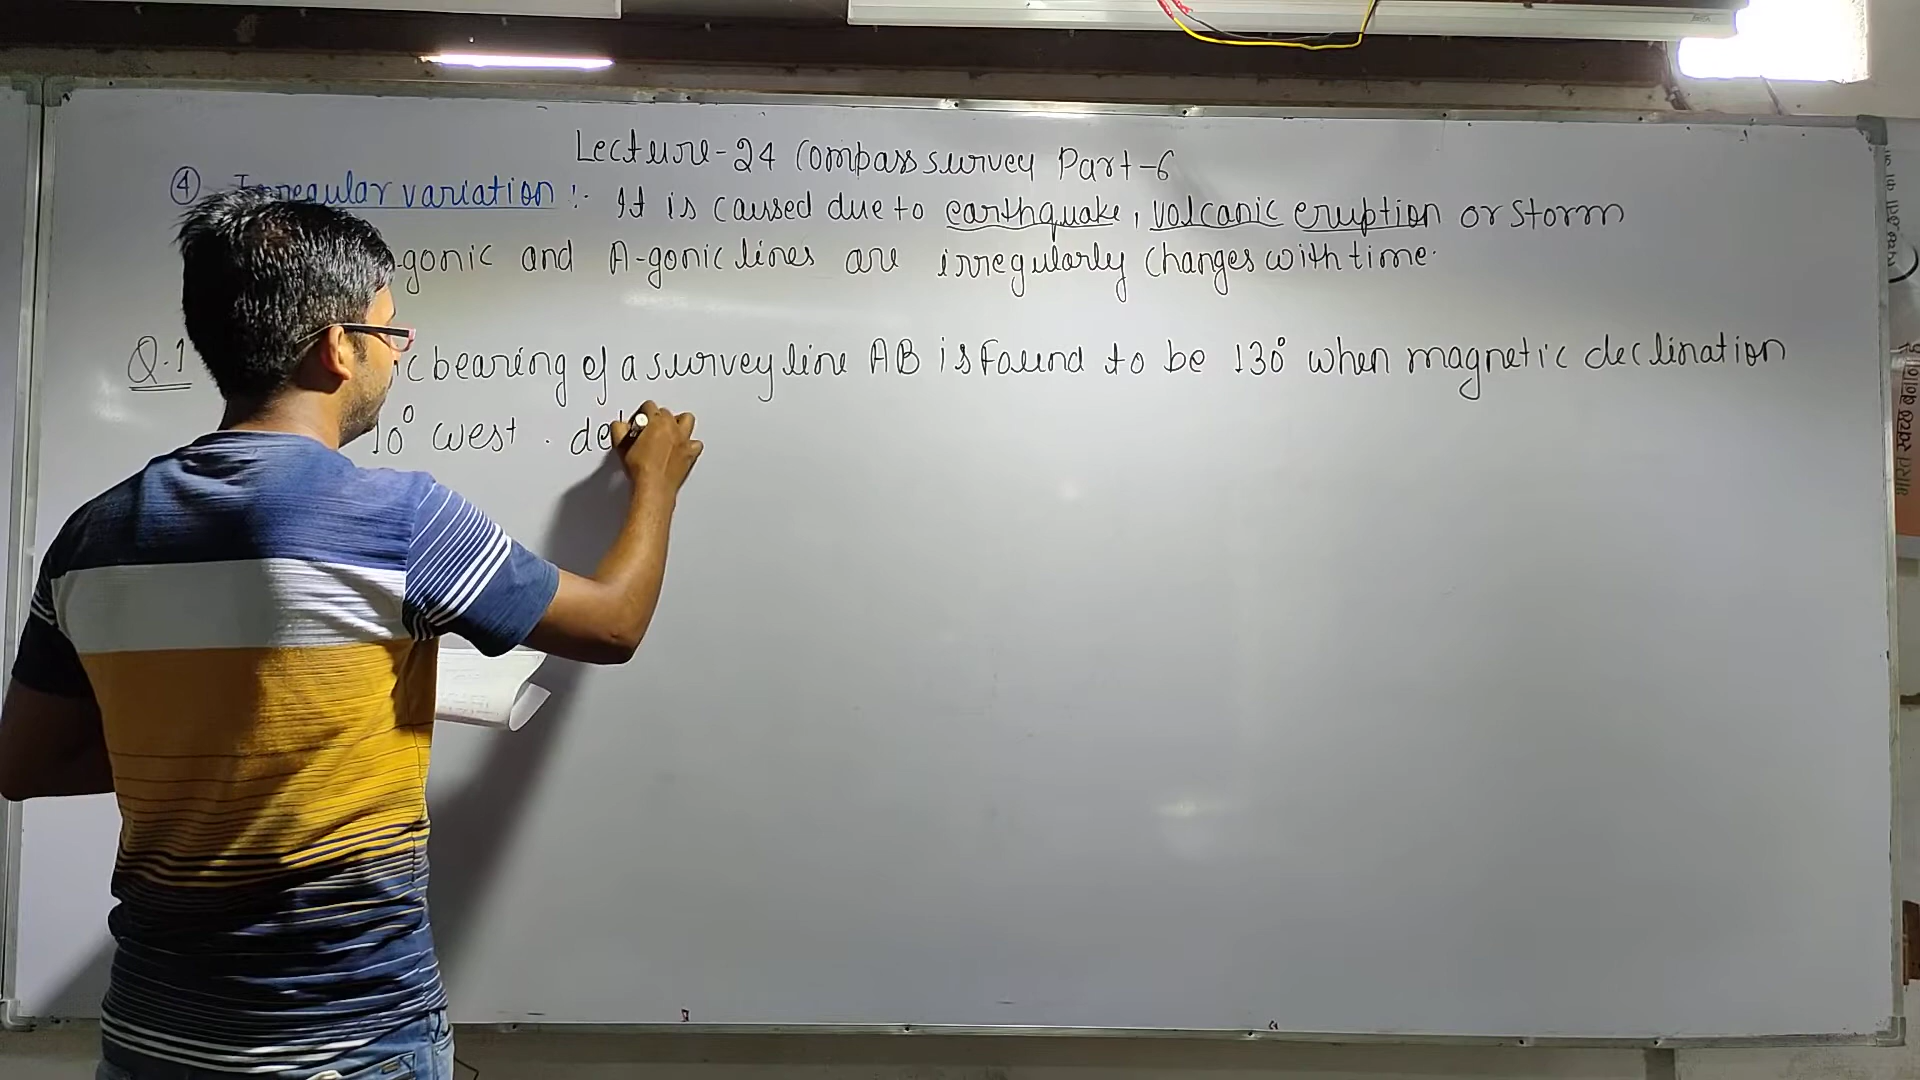 Lecture-24 Compass survey Part-6
④ Irregular variation :- It is caused due to earthquake, volcanic eruption or storm
gonic and A-gonic lines are irregularly changes with time.
Q.1 ic bearing of a survey line AB is found to be 130° when magnetic declination
10° west. det